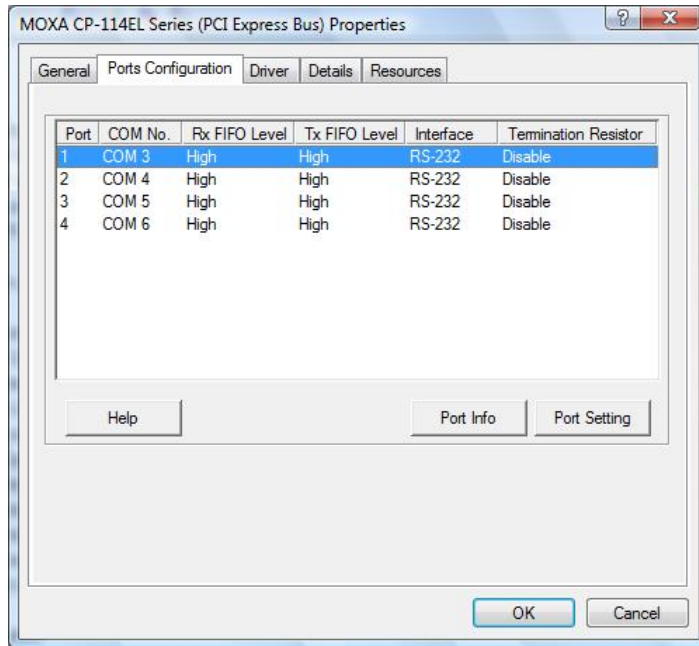 MOXA CP-114EL Series (PCI Express Bus) Properties
General Ports Configuration Driver Details Resources
Port COM No. Rx FIFO Level Tx FIFO Level Interface Termination Resistor
1 COM 3 High High RS-232 Disable
2 COM 4 High High RS-232 Disable
3 COM 5 High High RS-232 Disable
4 COM 6 High High RS-232 Disable
Help Port Info Port Setting
OK Cancel